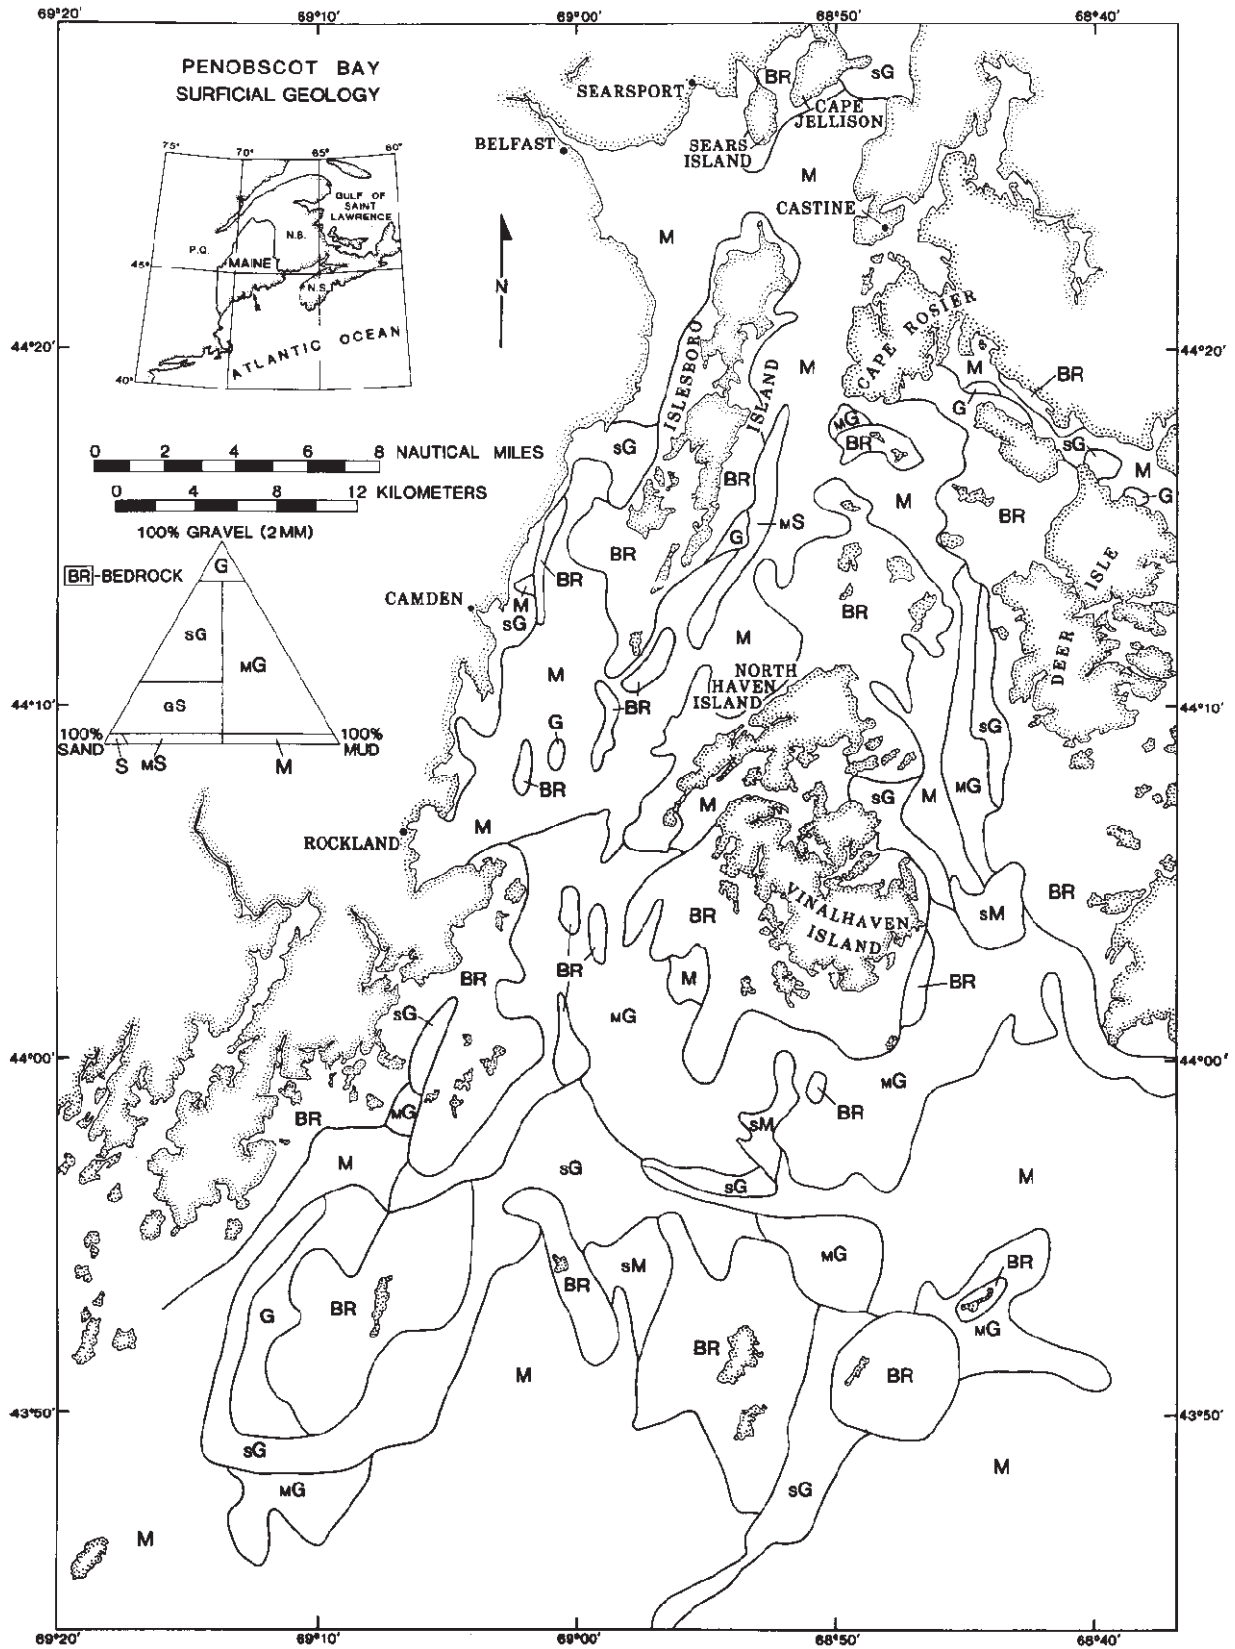 69°20'
69°10'
69°00'
68°50'
68°40'
PENOBSCOT BAY
SURFICIAL GEOLOGY
75°
70°
65°
60°
GULF OF
SAINT
LAWRENCE
P.Q.
N.B.
45°
MAINE
N.S.
ATLANTIC OCEAN
40°
N
SEARSPORT
BR
sG
CAPE
JELLISON
BELFAST
SEARS
ISLAND
M
CASTINE
M
44°20'
44°20'
ISLESBORO
ISLAND
M
CAPE ROSIER
M
BR
G
0 2 4 6 8 NAUTICAL MILES
0 4 8 12 KILOMETERS
sG
MG
BR
sG
M
G
BR
MS
M
BR
G
BR
100% GRAVEL (2MM)
G
BR-BEDROCK
sG
MG
GS
100%
SAND
100%
MUD
S
MS
M
CAMDEN
M
sG
BR
BR
DEER
ISLE
M
M
NORTH
HAVEN
ISLAND
44°10'
44°10'
BR
G
BR
sG
MG
M
sG
M
M
ROCKLAND
VINALHAVEN
ISLAND
BR
BR
sM
BR
BR
M
BR
sG
MG
44°00'
44°00'
MG
BR
BR
MG
sM
M
sG
sG
M
MG
sM
BR
BR
BR
G
MG
BR
BR
M
43°50'
43°50'
sG
MG
sG
M
M
69°20'
69°10'
69°00'
68°50'
68°40'